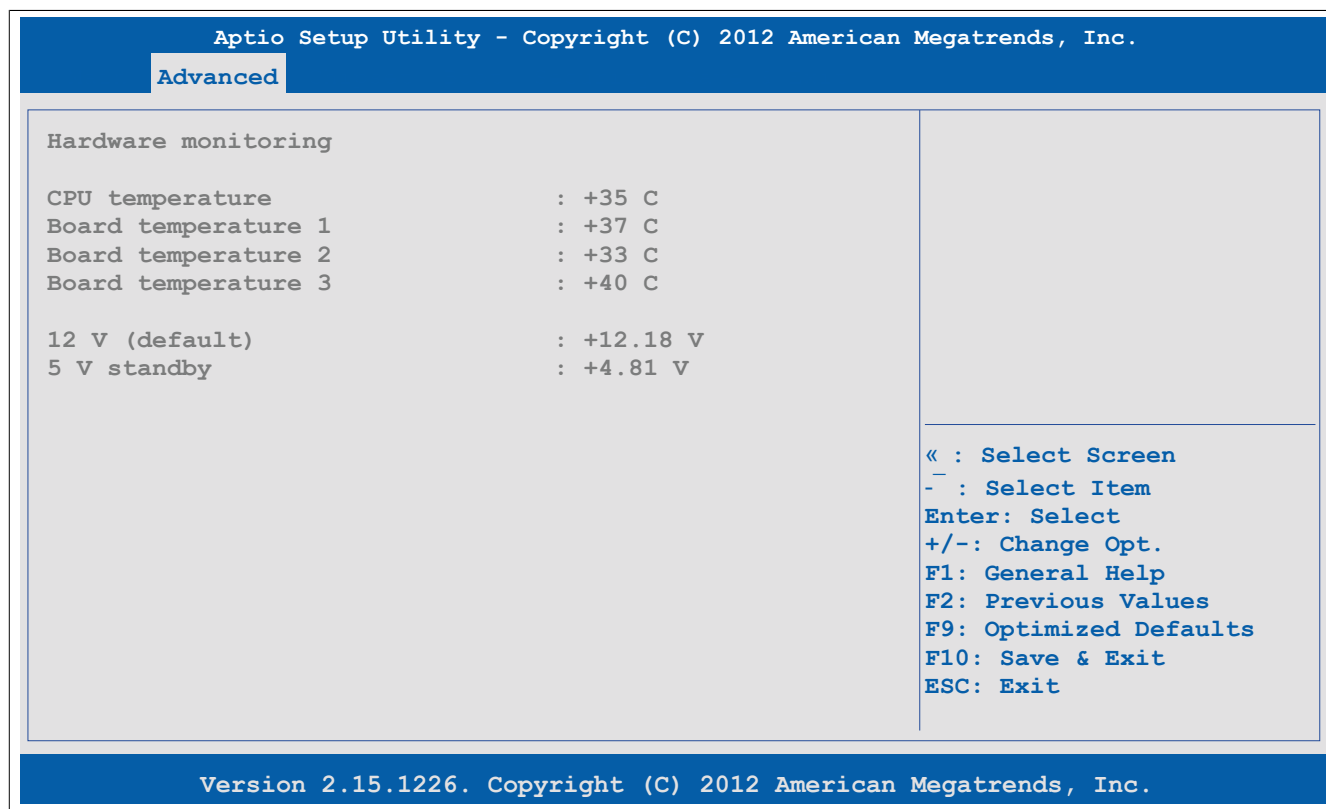 Aptio Setup Utility - Copyright (C) 2012 American Megatrends, Inc.
Advanced
Hardware monitoring
CPU temperature : +35 C
Board temperature 1 : +37 C
Board temperature 2 : +33 C
Board temperature 3 : +40 C
12 V (default) : +12.18 V
5 V standby : +4.81 V
« : Select Screen
-¯ : Select Item
Enter: Select
+/-: Change Opt.
F1: General Help
F2: Previous Values
F9: Optimized Defaults
F10: Save & Exit
ESC: Exit
Version 2.15.1226. Copyright (C) 2012 American Megatrends, Inc.